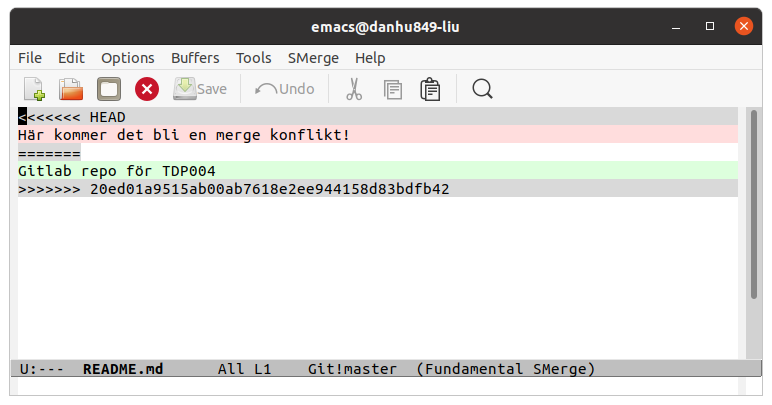 emacs@danhu849-liu
File Edit Options Buffers Tools SMerge Help
Save Undo
<<<<<<< HEAD
Här kommer det bli en merge konflikt!
=======
Gitlab repo för TDP004
>>>>>>> 20ed01a9515ab00ab7618e2ee944158d83bdfb42
U:--- README.md All L1 Git!master (Fundamental SMerge)